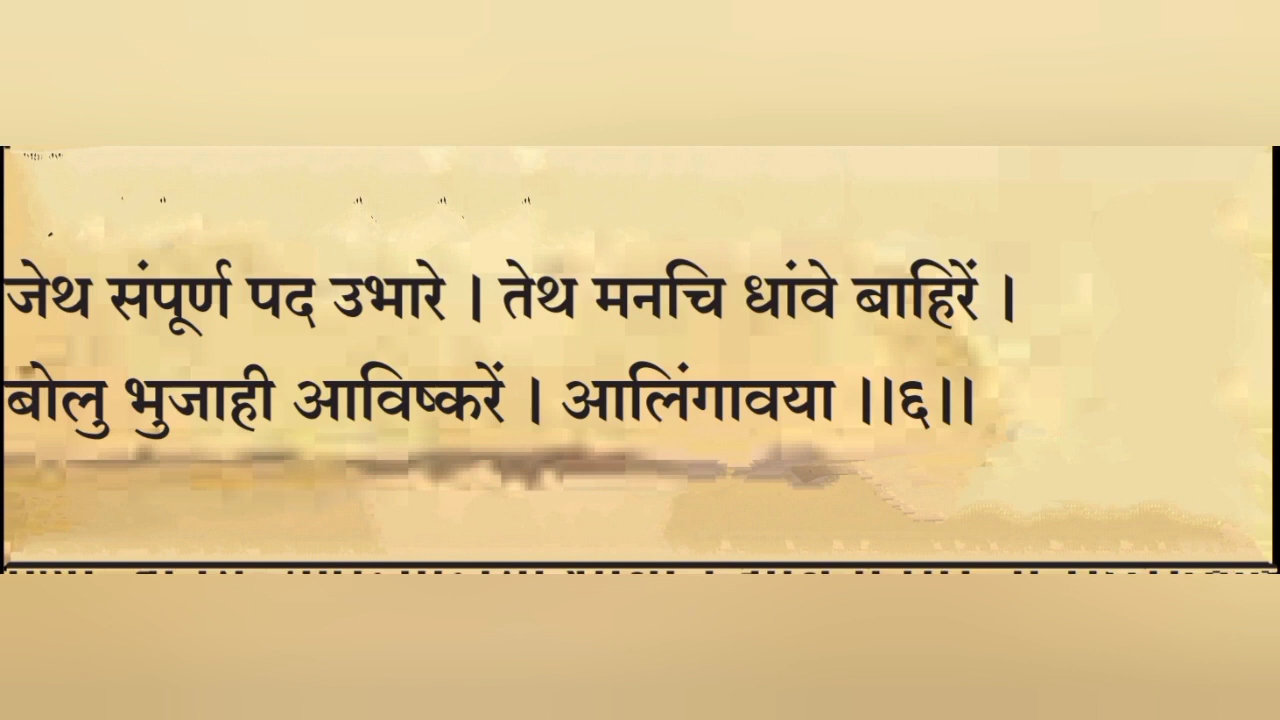 जेथ संपूर्ण पद उभारे । तेथ मनचि धांवे बाहिरें ।
बोलु भुजाही आविष्करें । आलिंगावया ।।६।।